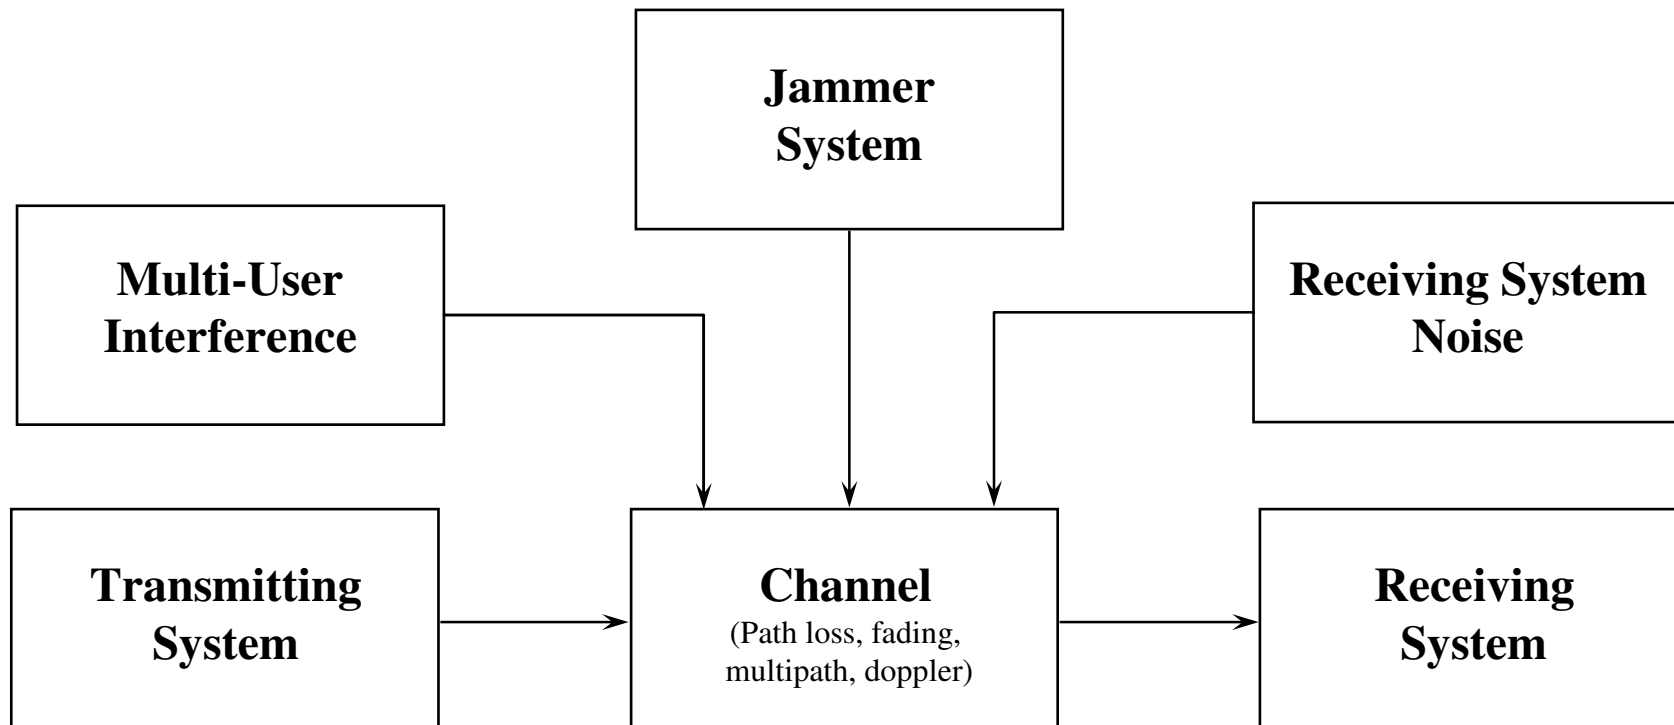 Jammer
System
Multi-User
Interference
Receiving System
Noise
Transmitting
System
Channel
(Path loss, fading,
multipath, doppler)
Receiving
System